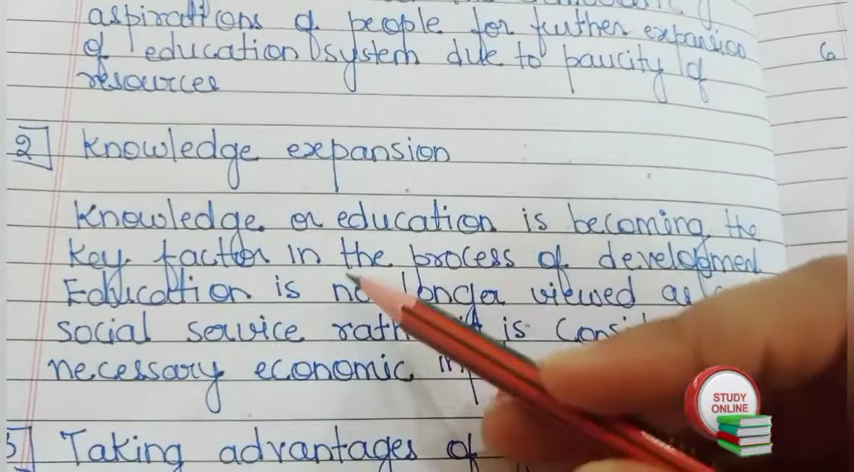 aspirations of people for further expansion
of education system due to paucity of
resources
6
2] Knowledge expansion
Knowledge or education is becoming the
key factor in the process of development
Education is no longer viewed as
social service rath it is
necessary economic
Taking advantages of
STUDY
ONLINE